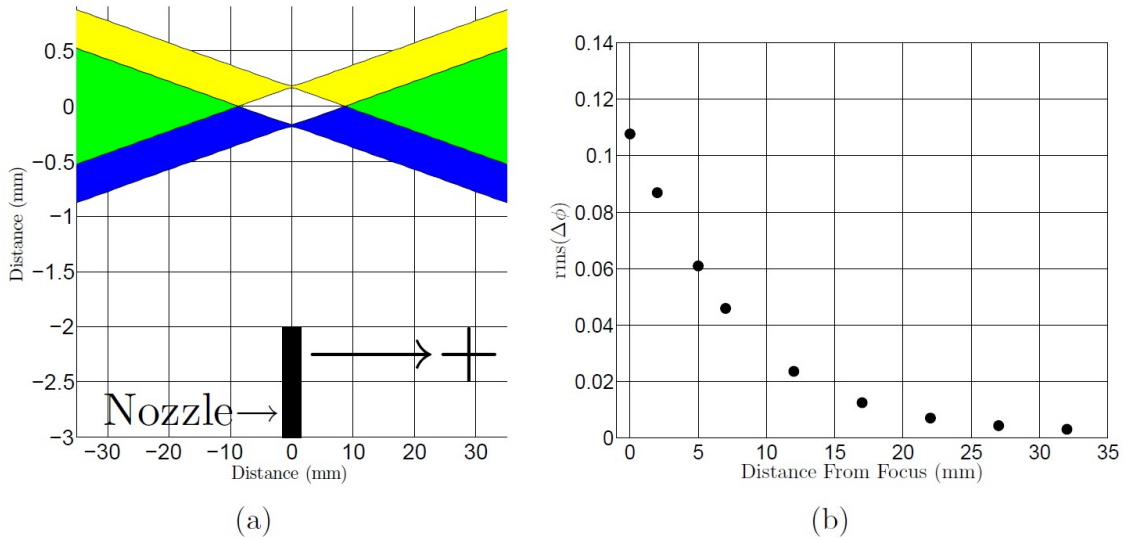 0.5
0
−0.5
−1
−1.5
−2
−2.5
−3
Distance (mm)
Nozzle→
−30 −20 −10 0 10 20 30
Distance (mm)
(a)
0.14
0.12
0.1
0.08
0.06
0.04
0.02
0
rms(Δϕ)
0 5 10 15 20 25 30 35
Distance From Focus (mm)
(b)